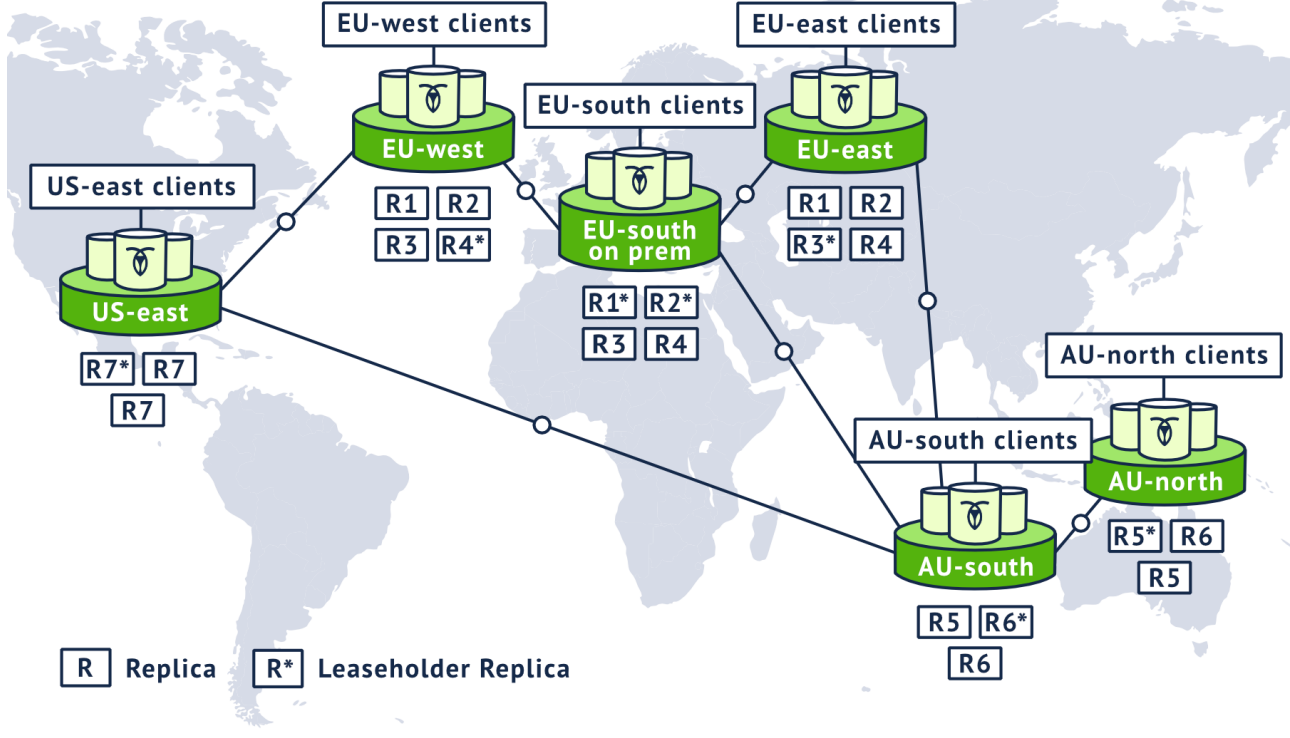 EU-west clients
EU-east clients
EU-south clients
US-east clients
EU-west
R1 R2
R3 R4*
EU-east
R1 R2
R3* R4
EU-south
on prem
R1* R2*
R3 R4
US-east
R7* R7
R7
AU-north clients
AU-south clients
AU-north
R5* R6
R5
AU-south
R5 R6*
R6
R Replica R* Leaseholder Replica